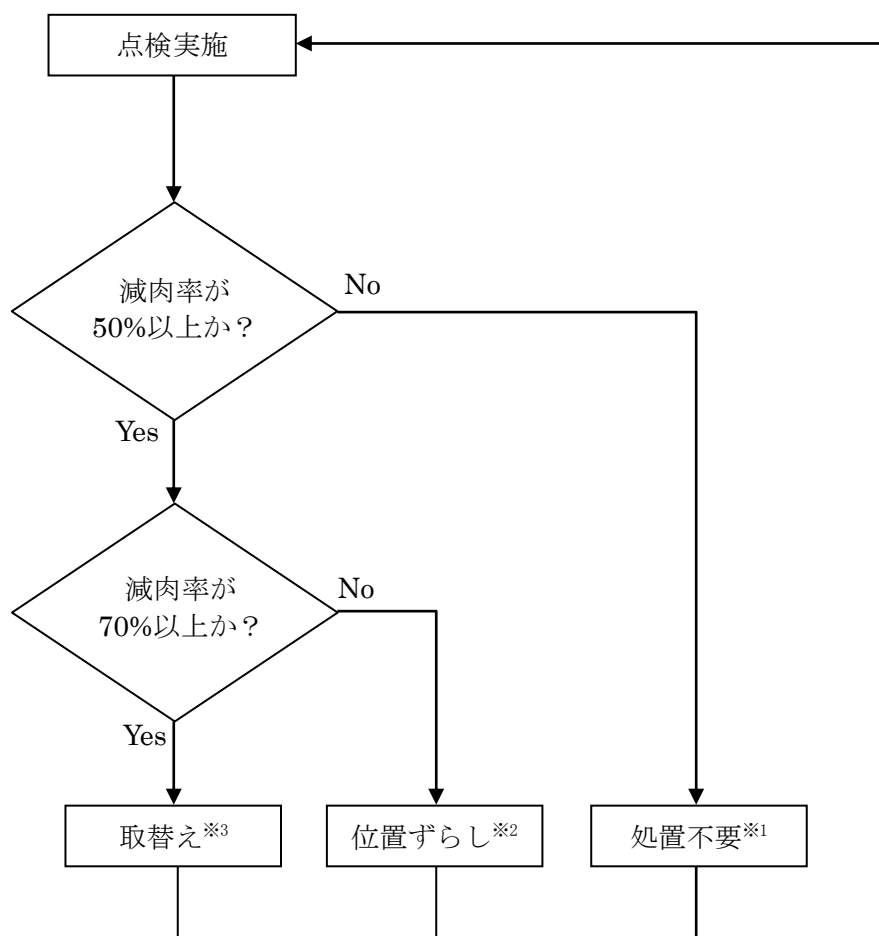 点検実施
減肉率が
50%以上か？
No
Yes
減肉率が
70%以上か？
No
Yes
取替え※3
位置ずらし※2
処置不要※1